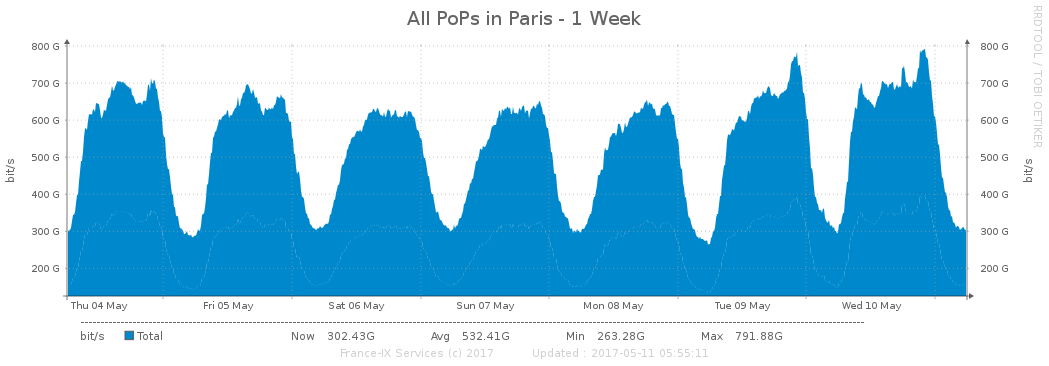 All PoPs in Paris - 1 Week
RRDTOOL / TOBI OETIKER
bit/s
800 G
700 G
600 G
500 G
400 G
300 G
200 G
800 G
700 G
600 G
500 G
400 G
300 G
200 G
bit/s
Thu 04 May Fri 05 May Sat 06 May Sun 07 May Mon 08 May Tue 09 May Wed 10 May
bit/s Total Now 302.43G Avg 532.41G Min 263.28G Max 791.88G
France-IX Services (c) 2017 Updated : 2017-05-11 05:55:11